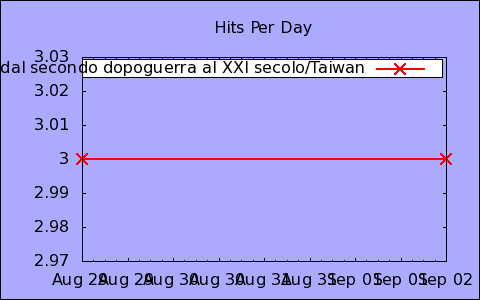 Hits Per Day
3.03
dal secondo dopoguerra al XXI secolo/Taiwan
3.02
3.01
3
2.99
2.98
2.97
Aug 29 Aug 29 Aug 30 Aug 30 Aug 31 Aug 31 Sep 01 Sep 01 Sep 02